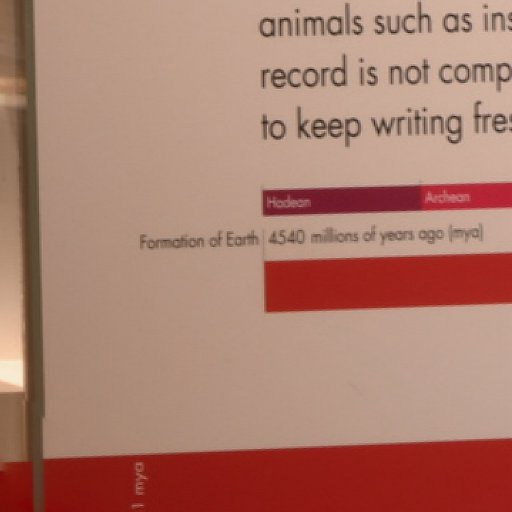 animals such as ins
record is not comp
to keep writing fres
Hadean Archean
Formation of Earth 4540 millions of years ago (mya)
1 mya